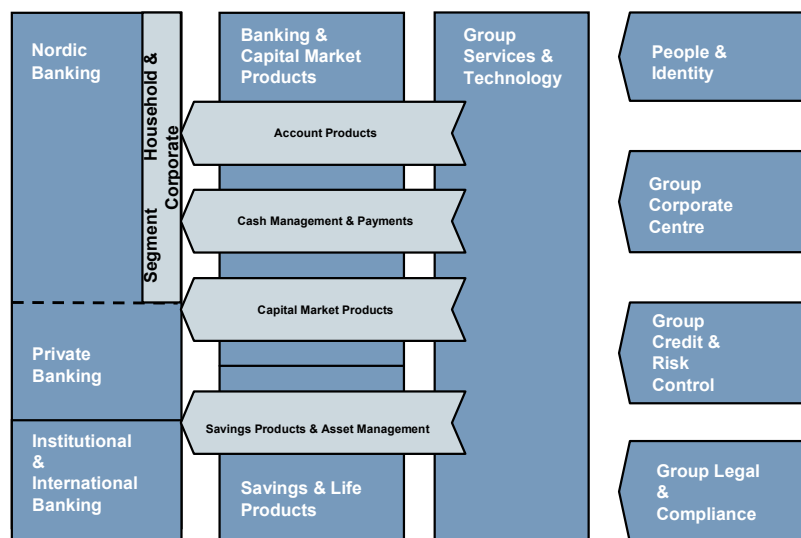 Nordic
Banking
Household &
Corporate
Segment
Private
Banking
Institutional
&
International
Banking
Banking &
Capital Market
Products
Account Products
Cash Management & Payments
Capital Market Products
Savings Products & Asset Management
Savings & Life
Products
Group
Services &
Technology
People &
Identity
Group
Corporate
Centre
Group
Credit &
Risk
Control
Group Legal
&
Compliance